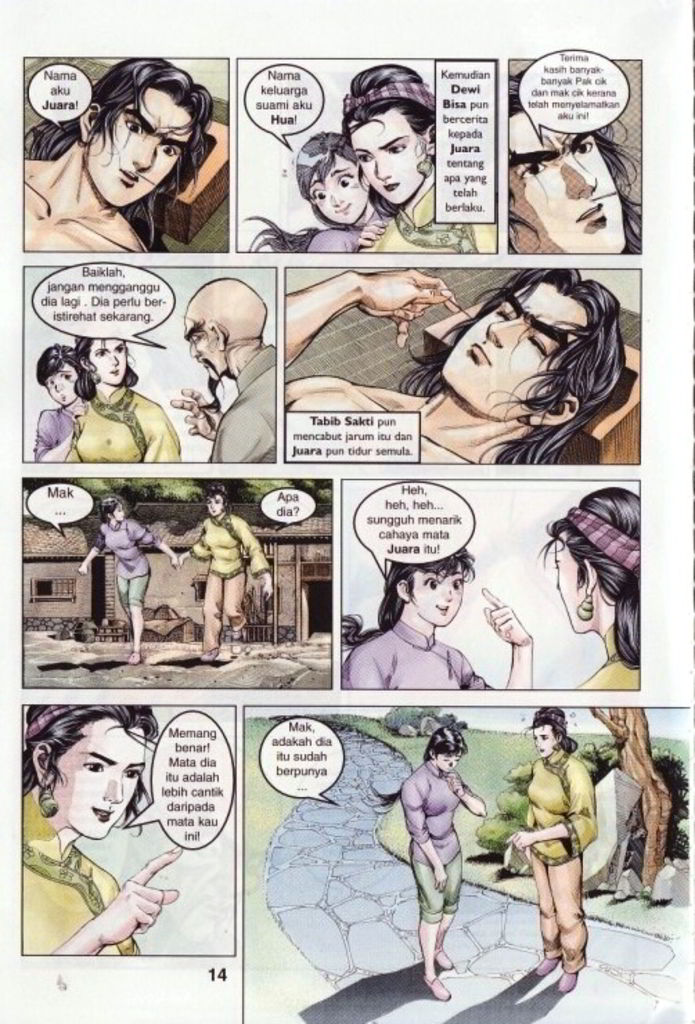 Nama
aku
Juara!
Nama
keluarga
suami aku
Hua!
Kemudian
Dewi
Bisa pun
bercerita
kepada
Juara
tentang
apa yang
telah
berlaku.
Terima
kasih banyak-
banyak Pak cik
dan mak cik kerana
telah menyelamatkan
aku ini!
Baiklah,
jangan mengganggu
dia lagi . Dia perlu ber-
istirehat sekarang.
Tabib Sakti pun
mencabut jarum itu dan
Juara pun tidur semula.
Mak
...
Apa
dia?
Heh,
heh, heh...
sungguh menarik
cahaya mata
Juara itu!
Memang
benar!
Mata dia
itu adalah
lebih cantik
daripada
mata kau
ini!
Mak,
adakah dia
itu sudah
berpunya
...
14